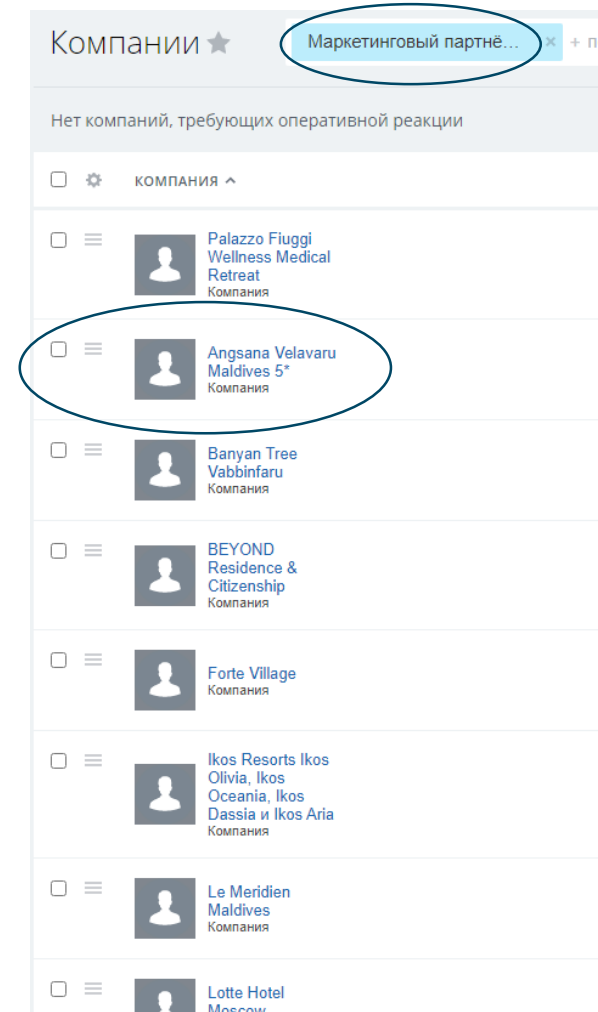 Компании
Маркетинговый партнё... × + п
Нет компаний, требующих оперативной реакции
КОМПАНИЯ
Palazzo Fiuggi
Wellness Medical
Retreat
Компания
Angsana Velavaru
Maldives 5*
Компания
Banyan Tree
Vabbinfaru
Компания
BEYOND
Residence &
Citizenship
Компания
Forte Village
Компания
Ikos Resorts Ikos
Olivia, Ikos
Oceania, Ikos
Dassia и Ikos Aria
Компания
Le Meridien
Maldives
Компания
Lotte Hotel
Moscow